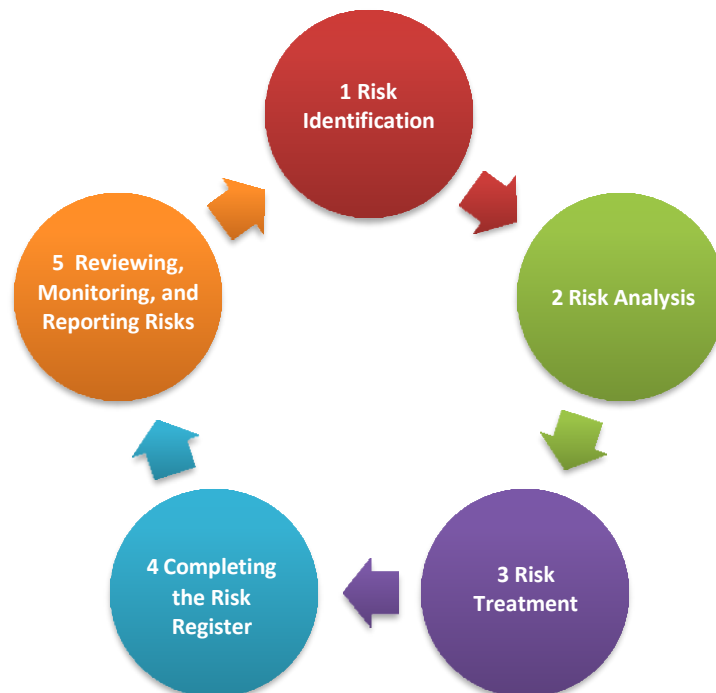 1 Risk
Identification
2 Risk Analysis
3 Risk
Treatment
4 Completing
the Risk
Register
5  Reviewing,
Monitoring, and
Reporting Risks